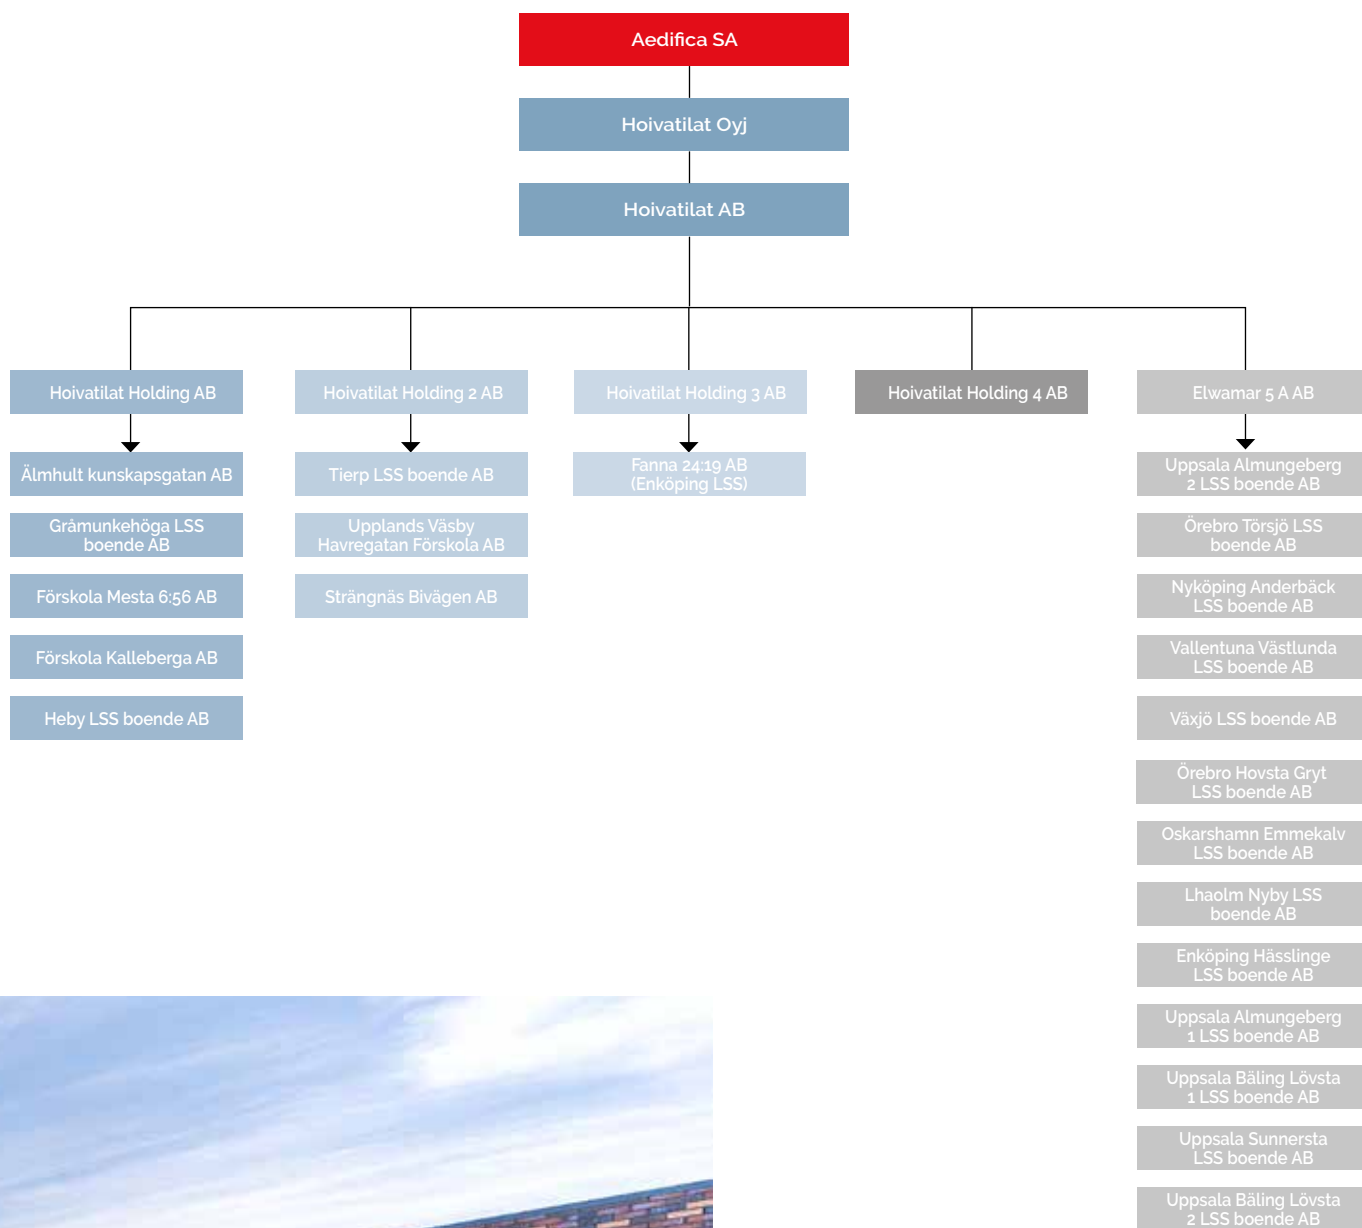 Aedifica SA
Hoivatilat Oyj
Hoivatilat AB
Hoivatilat Holding AB
Älmhult kunskapsgatan AB
Gråmunkehöga LSS
boende AB
Förskola Mesta 6:56 AB
Förskola Kalleberga AB
Heby LSS boende AB
Hoivatilat Holding 2 AB
Tierp LSS boende AB
Upplands Väsby
Havregatan Förskola AB
Strängnäs Bivägen AB
Hoivatilat Holding 3 AB
Fanna 24:19 AB
(Enköping LSS)
Hoivatilat Holding 4 AB
Elwamar 5 A AB
Uppsala Almungeberg
2 LSS boende AB
Örebro Törsjö LSS
boende AB
Nyköping Anderbäck
LSS boende AB
Vallentuna Västlunda
LSS boende AB
Växjö LSS boende AB
Örebro Hovsta Gryt
LSS boende AB
Oskarshamn Emmekalv
LSS boende AB
Lhaolm Nyby LSS
boende AB
Enköping Hässlinge
LSS boende AB
Uppsala Almungeberg
1 LSS boende AB
Uppsala Bäling Lövsta
1 LSS boende AB
Uppsala Sunnersta
LSS boende AB
Uppsala Bäling Lövsta
2 LSS boende AB